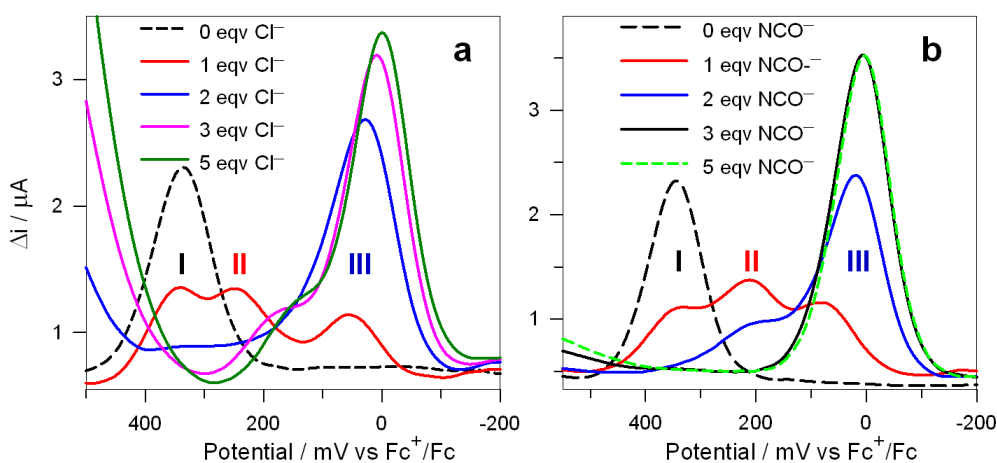 a
0 eqv Cl⁻
1 eqv Cl⁻
2 eqv Cl⁻
3 eqv Cl⁻
5 eqv Cl⁻
3
2
1
Δi / μA
I
II
III
400
200
0
-200
Potential / mV vs Fc⁺/Fc
b
0 eqv NCO⁻
1 eqv NCO-⁻
2 eqv NCO⁻
3 eqv NCO⁻
5 eqv NCO⁻
3
2
1
I
II
III
400
200
0
-200
Potential / mV vs Fc⁺/Fc